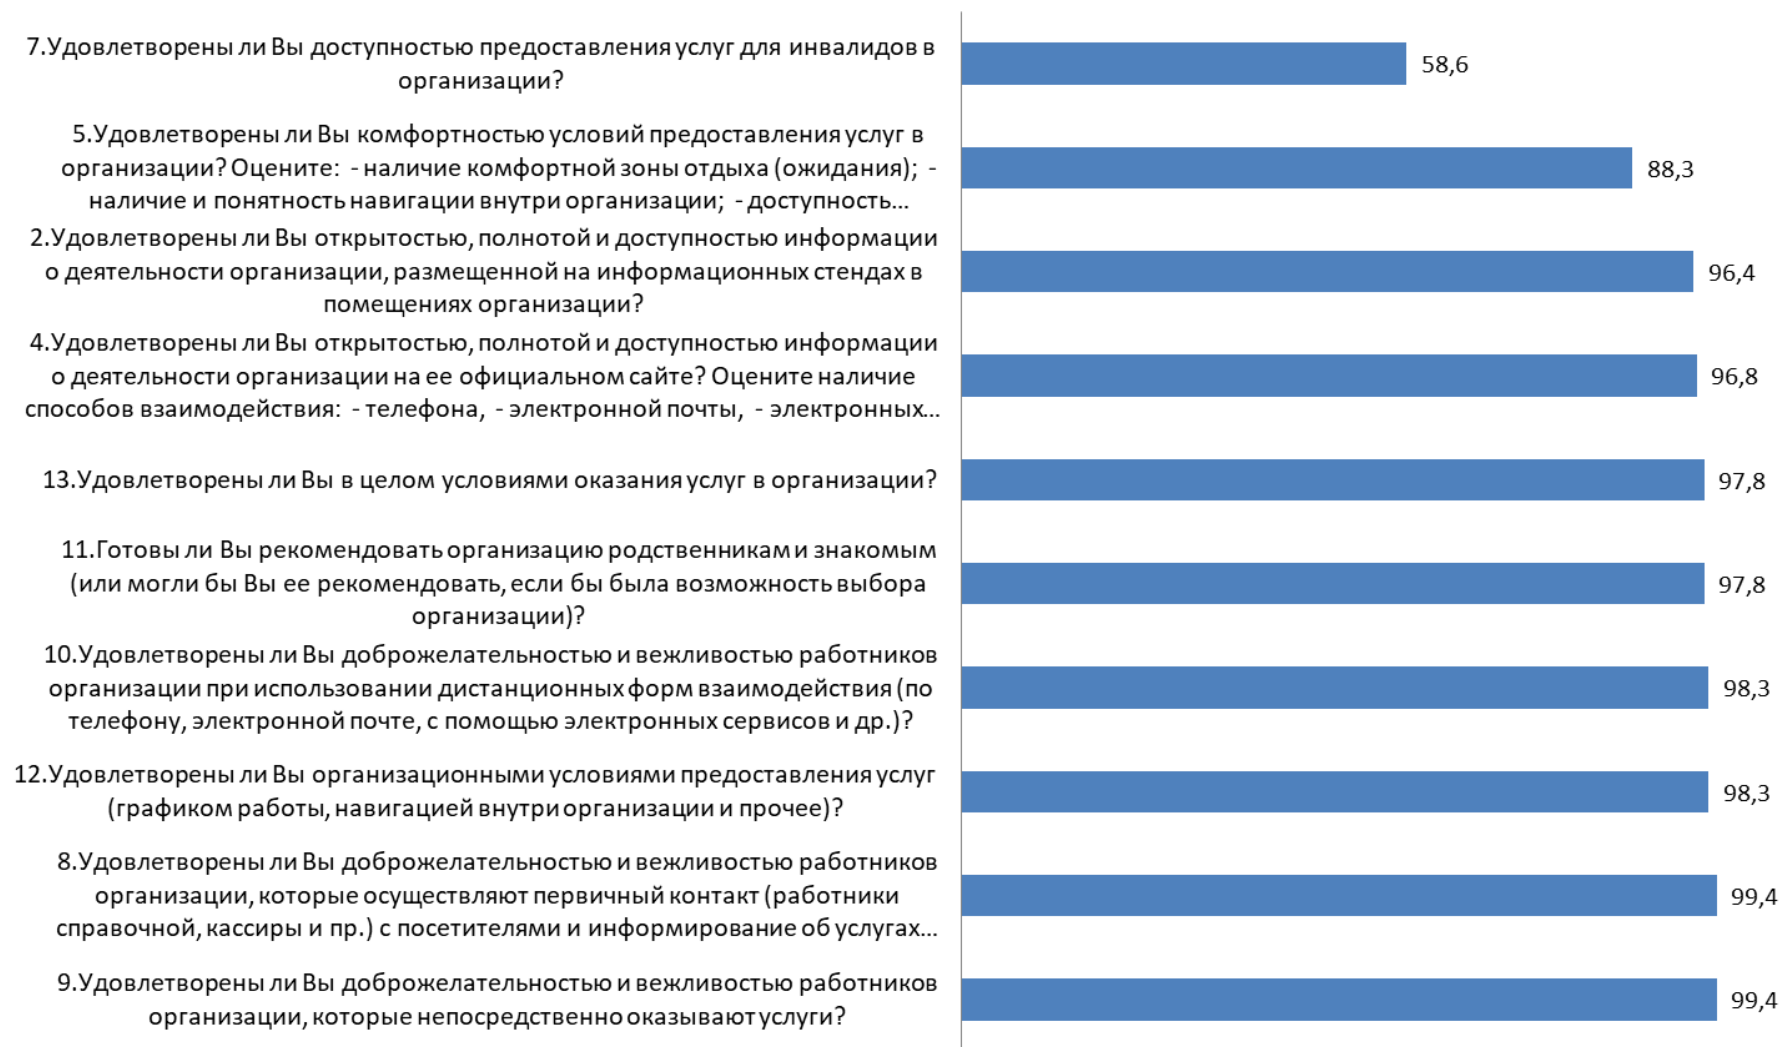 7.Удовлетворены ли Вы доступностью предоставления услуг для инвалидов в
организации?
58,6
5.Удовлетворены ли Вы комфортностью условий предоставления услуг в
организации? Оцените:  - наличие комфортной зоны отдыха (ожидания);  -
наличие и понятность навигации внутри организации;  - доступность...
88,3
2.Удовлетворены ли Вы открытостью, полнотой и доступностью информации
о деятельности организации, размещенной на информационных стендах в
помещениях организации?
96,4
4.Удовлетворены ли Вы открытостью, полнотой и доступностью информации
о деятельности организации на ее официальном сайте? Оцените наличие
способов взаимодействия:  - телефона,  - электронной почты,  - электронных...
96,8
13.Удовлетворены ли Вы в целом условиями оказания услуг в организации?
97,8
11.Готовы ли Вы рекомендовать организацию родственникам и знакомым
(или могли бы Вы ее рекомендовать, если бы была возможность выбора
организации)?
97,8
10.Удовлетворены ли Вы доброжелательностью и вежливостью работников
организации при использовании дистанционных форм взаимодействия (по
телефону, электронной почте, с помощью электронных сервисов и др.)?
98,3
12.Удовлетворены ли Вы организационными условиями предоставления услуг
(графиком работы, навигацией внутри организации и прочее)?
98,3
8.Удовлетворены ли Вы доброжелательностью и вежливостью работников
организации, которые осуществляют первичный контакт (работники
справочной, кассиры и пр.) с посетителями и информирование об услугах...
99,4
9.Удовлетворены ли Вы доброжелательностью и вежливостью работников
организации, которые непосредственно оказывают услуги?
99,4